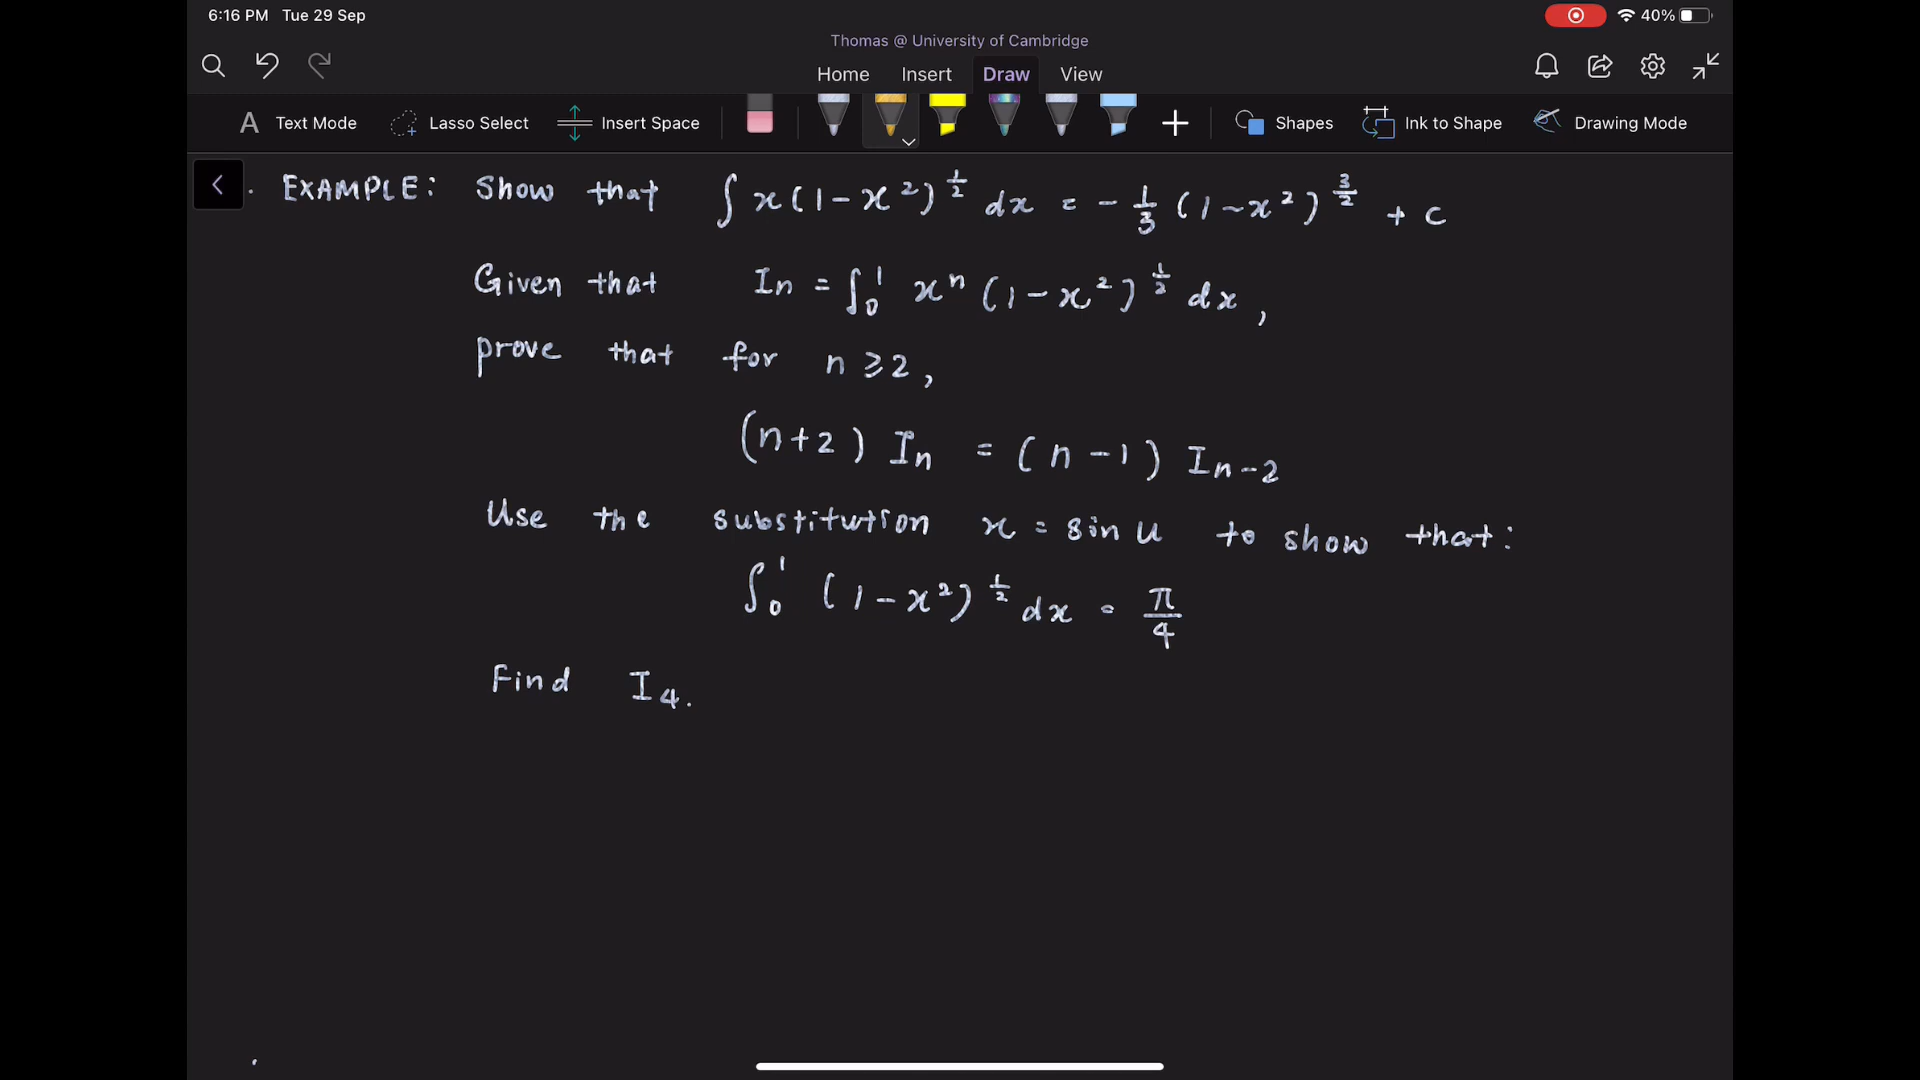 6:16 PM Tue 29 Sep
40%
Thomas @ University of Cambridge
Home Insert Draw View
Text Mode Lasso Select Insert Space Shapes Ink to Shape Drawing Mode
EXAMPLE: Show that ∫ x(1-x²)^{1/2} dx = -1/3 (1-x²)^{3/2} + c
Given that Iₙ = ∫₀¹ xⁿ (1-x²)^{1/2} dx,
prove that for n ⩾ 2,
(n+2) Iₙ = (n-1) Iₙ₋₂
Use the substitution x = sin u to show that:
∫₀¹ (1-x²)^{1/2} dx = π/4
Find I₄.